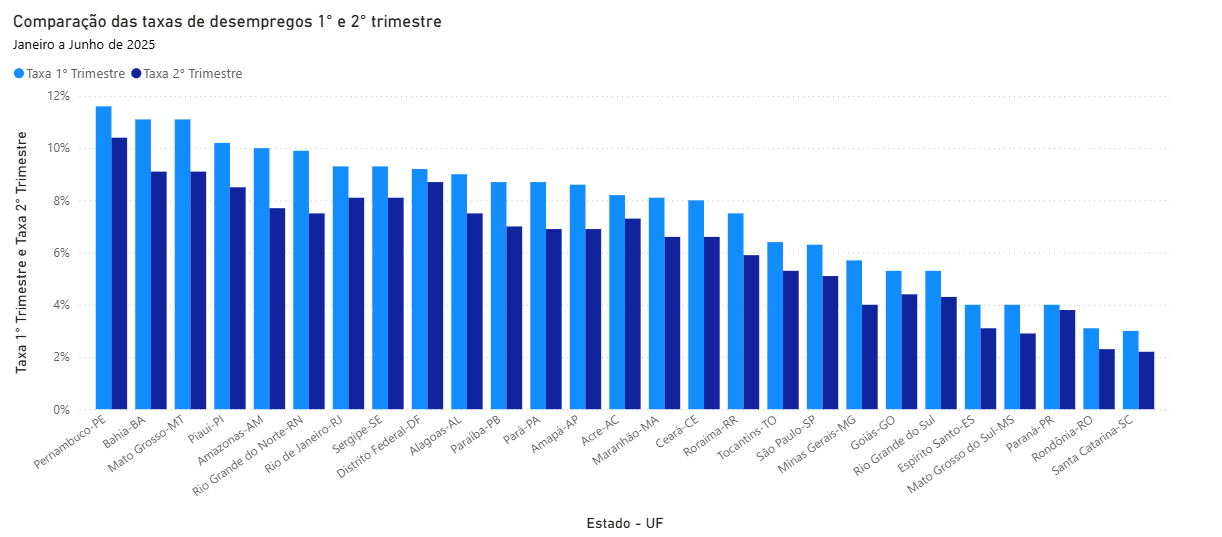 Comparação das taxas de desempregos 1° e 2° trimestre
Janeiro a Junho de 2025
Taxa 1° Trimestre Taxa 2° Trimestre
Taxa 1° Trimestre e Taxa 2° Trimestre
12%
10%
8%
6%
4%
2%
0%
Pernambuco-PE
Bahia-BA
Mato Grosso-MT
Piauí-PI
Amazonas-AM
Rio Grande do Norte-RN
Rio de Janeiro-RJ
Sergipe-SE
Distrito Federal-DF
Alagoas-AL
Paraíba-PB
Pará-PA
Amapá-AP
Acre-AC
Maranhão-MA
Ceará-CE
Roraima-RR
Tocantins-TO
São Paulo-SP
Minas Gerais-MG
Goiás-GO
Rio Grande do Sul
Espírito Santo-ES
Mato Grosso do Sul-MS
Paraná-PR
Rondônia-RO
Santa Catarina-SC
Estado - UF